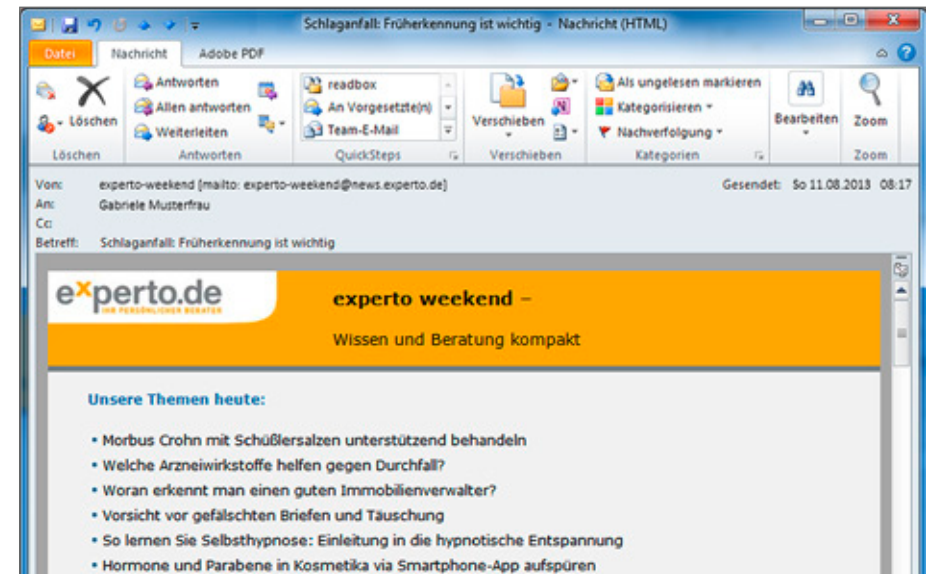 Schlaganfall: Früherkennung ist wichtig - Nachricht (HTML)
Datei Nachricht Adobe PDF
Löschen
Antworten
Allen antworten
Weiterleiten
readbox
An Vorgesetzte(n)
Team-E-Mail
Verschieben
Als ungelesen markieren
Kategorisieren
Nachverfolgung
Bearbeiten
Zoom
Löschen Antworten QuickSteps Verschieben Kategorien Zoom
Von: experto-weekend [mailto: experto-weekend@news.experto.de] Gesendet: So 11.08.2013 08:17
An: Gabriele Musterfrau
Cc:
Betreff: Schlaganfall: Früherkennung ist wichtig
experto.de
IHR PERSÖNLICHER BERATER
experto weekend –
Wissen und Beratung kompakt
Unsere Themen heute:
• Morbus Crohn mit Schüßlersalzen unterstützend behandeln
• Welche Arzneiwirkstoffe helfen gegen Durchfall?
• Woran erkennt man einen guten Immobilienverwalter?
• Vorsicht vor gefälschten Briefen und Täuschung
• So lernen Sie Selbsthypnose: Einleitung in die hypnotische Entspannung
• Hormone und Parabene in Kosmetika via Smartphone-App aufspüren